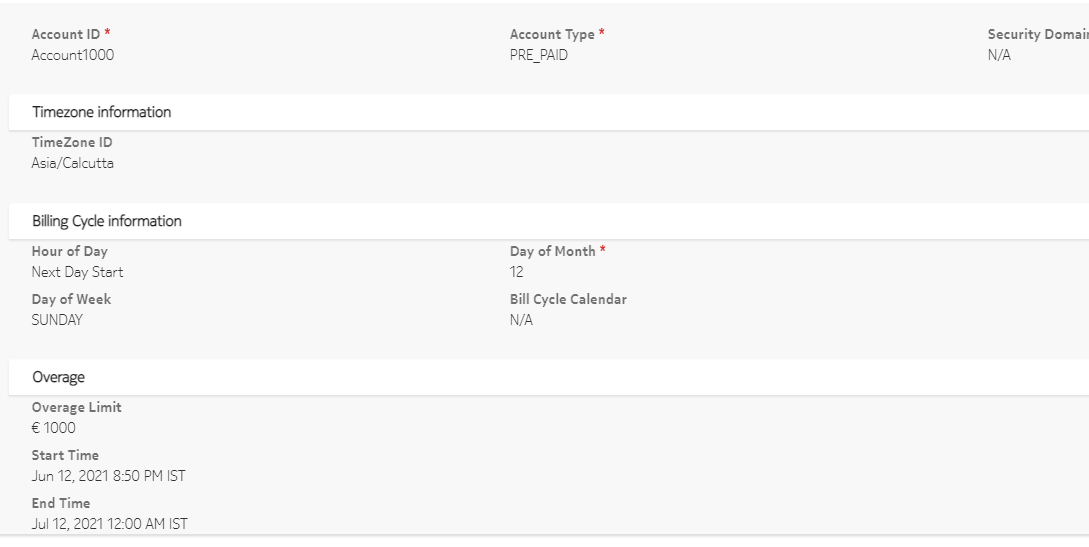 Account ID *
Account Type *
Security Domain
Account1000
PRE_PAID
N/A
Timezone information
TimeZone ID
Asia/Calcutta
Billing Cycle information
Hour of Day
Day of Month *
Next Day Start
12
Day of Week
Bill Cycle Calendar
SUNDAY
N/A
Overage
Overage Limit
€ 1000
Start Time
Jun 12, 2021 8:50 PM IST
End Time
Jul 12, 2021 12:00 AM IST